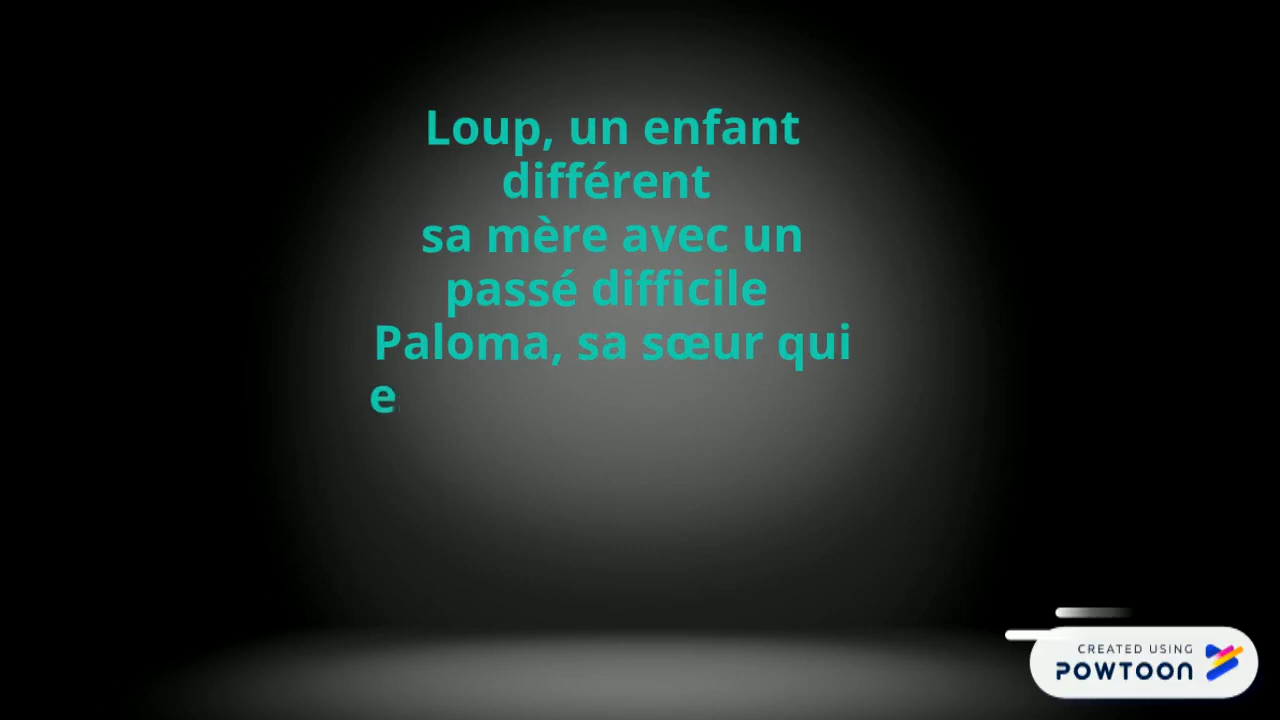 Loup, un enfant
différent
sa mère avec un
passé difficile
Paloma, sa sœur qui
e
CREATED USING
POWTOON